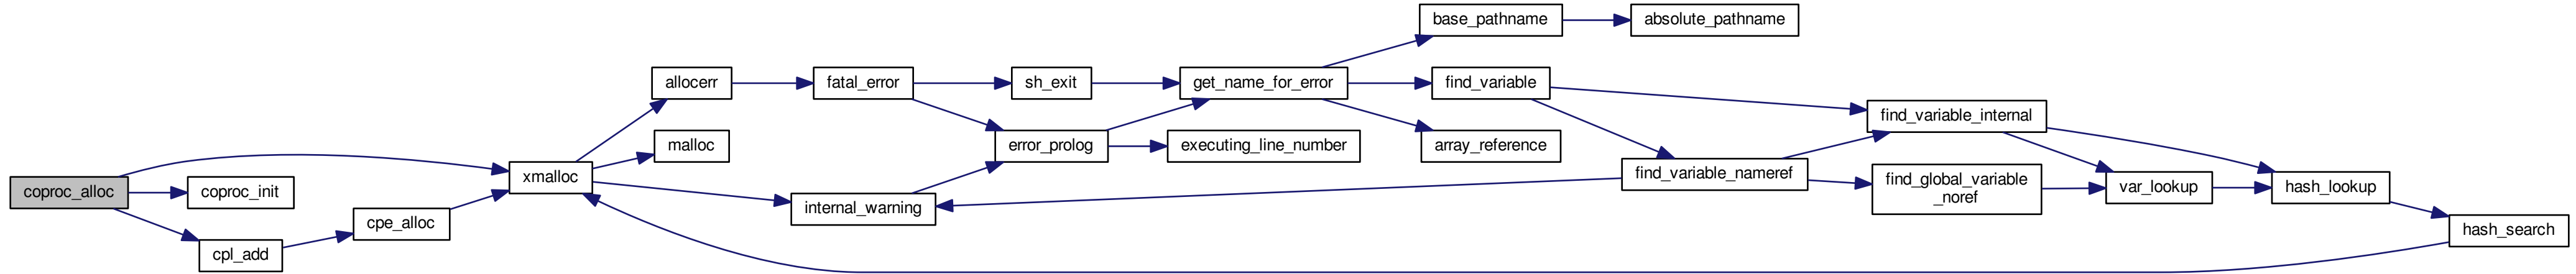 coproc_alloc
coproc_init
cpl_add
cpe_alloc
xmalloc
allocerr
malloc
internal_warning
fatal_error
sh_exit
error_prolog
get_name_for_error
executing_line_number
base_pathname
absolute_pathname
find_variable
array_reference
find_variable_nameref
find_variable_internal
find_global_variable
_noref
var_lookup
hash_lookup
hash_search